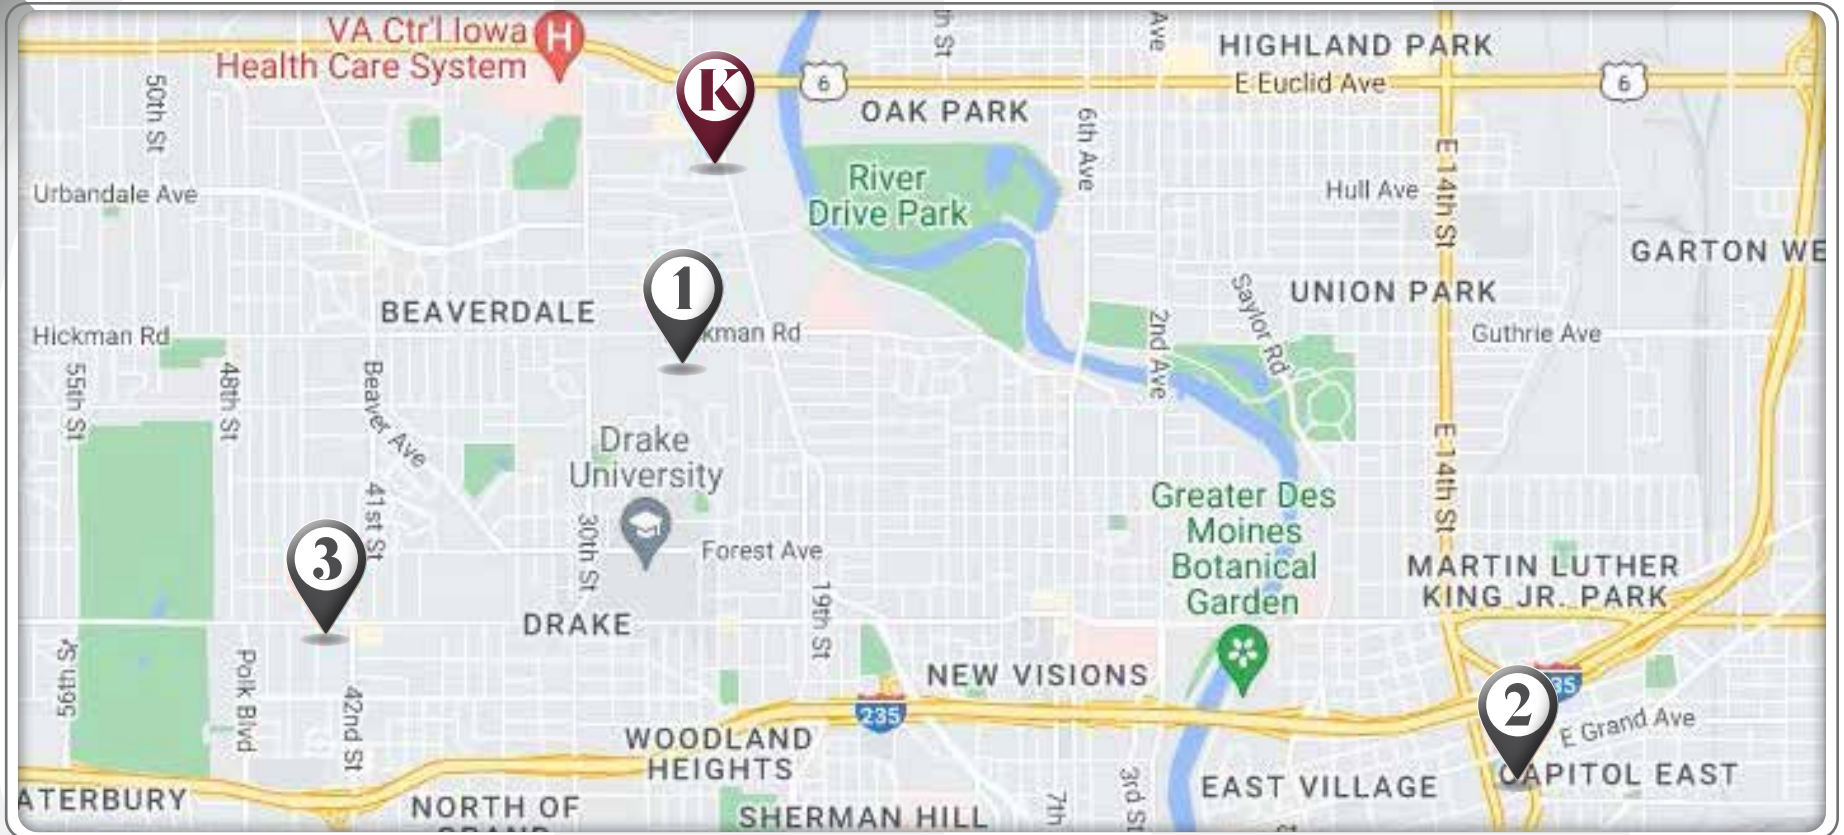 VA Ctr'l Iowa
Health Care System
H
50th St
K
6
OAK PARK
th St
Ave
HIGHLAND PARK
E Euclid Ave
6
6th Ave
Urbandale Ave
River
Drive Park
Hull Ave
E 14th St
GARTON WE
BEAVERDALE
1
UNION PARK
Saylor Rd
Hickman Rd
kman Rd
2nd Ave
Guthrie Ave
55th St
48th St
Beaver Ave
Drake
University
41st St
E 14th St
Greater Des
Moines
Botanical
Garden
3
30th St
Forest Ave
MARTIN LUTHER
KING JR. PARK
19th St
DRAKE
56th St
Polk Blvd
42nd St
NEW VISIONS
235
35
2
E Grand Ave
WOODLAND
HEIGHTS
CAPITOL EAST
ATERBURY
NORTH OF
GRAND
SHERMAN HILL
7th
3rd St
EAST VILLAGE